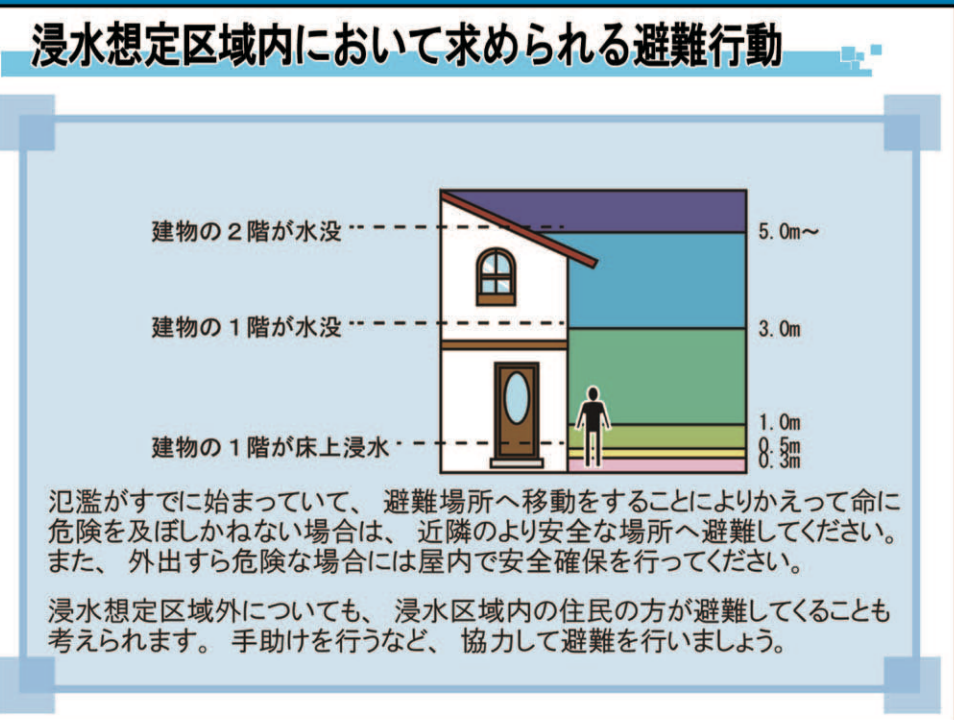 浸水想定区域内において求められる避難行動
建物の２階が水没
5.0m～
建物の１階が水没
3.0m
1.0m
建物の１階が床上浸水
0.5m
0.3m
氾濫がすでに始まっていて、避難場所へ移動をすることによりかえって命に
危険を及ぼしかねない場合は、近隣のより安全な場所へ避難してください。
また、外出すら危険な場合には屋内で安全確保を行ってください。
浸水想定区域外についても、浸水区域内の住民の方が避難してくることも
考えられます。手助けを行うなど、協力して避難を行いましょう。